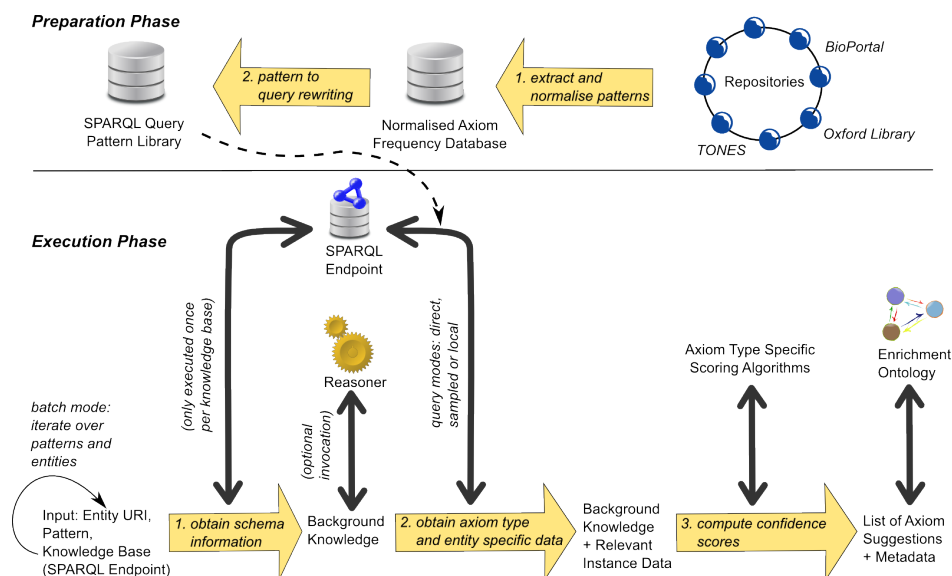 Preparation Phase
2. pattern to
query rewriting
1. extract and
normalise patterns
BioPortal
Repositories
Oxford Library
TONES
SPARQL Query
Pattern Library
Normalised Axiom
Frequency Database
Execution Phase
SPARQL
Endpoint
(only executed once
per knowledge base)
query modes: direct,
sampled or local
Reasoner
(optional
invocation)
Axiom Type Specific
Scoring Algorithms
Enrichment
Ontology
batch mode:
iterate over
patterns and
entities
Input: Entity URI,
Pattern,
Knowledge Base
(SPARQL Endpoint)
1. obtain schema
information
Background
Knowledge
2. obtain axiom type
and entity specific data
Background
Knowledge
+ Relevant
Instance Data
3. compute confidence
scores
List of Axiom
Suggestions
+ Metadata